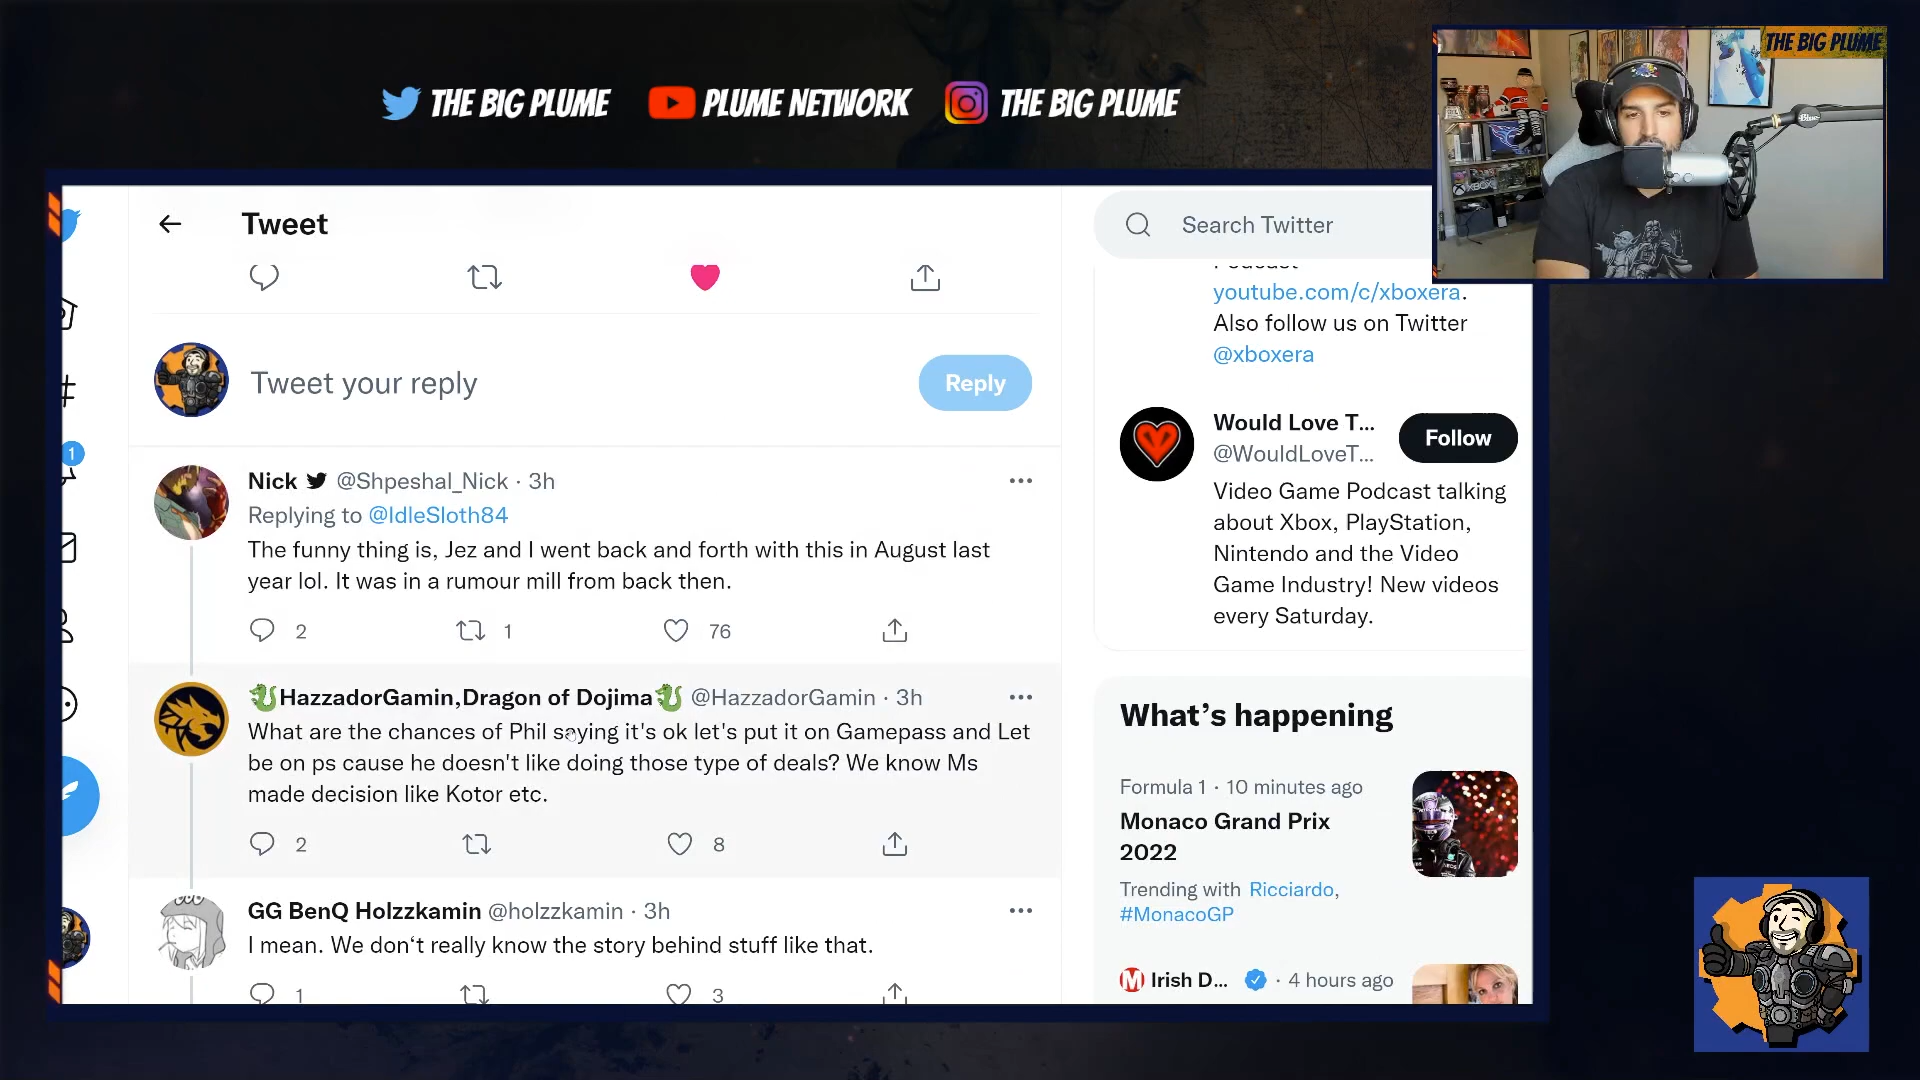 THE BIG PLUME
THE BIG PLUME
PLUME NETWORK
THE BIG PLUME
Tweet
Search Twitter
youtube.com/c/xboxera.
Also follow us on Twitter
@xboxera
Tweet your reply
Reply
Would Love T...
@WouldLoveT...
Follow
Video Game Podcast talking
about Xbox, PlayStation,
Nintendo and the Video
Game Industry! New videos
every Saturday.
1
Nick @Shpeshal_Nick · 3h
Replying to @IdleSloth84
The funny thing is, Jez and I went back and forth with this in August last
year lol. It was in a rumour mill from back then.
2 1 76
HazzadorGamin,Dragon of Dojima @HazzadorGamin · 3h
What are the chances of Phil saying it's ok let's put it on Gamepass and Let
be on ps cause he doesn't like doing those type of deals? We know Ms
made decision like Kotor etc.
2 8
GG BenQ Holzzkamin @holzzkamin · 3h
I mean. We don‘t really know the story behind stuff like that.
1 3
What’s happening
Formula 1 · 10 minutes ago
Monaco Grand Prix
2022
Trending with Ricciardo,
#MonacoGP
Irish D... · 4 hours ago